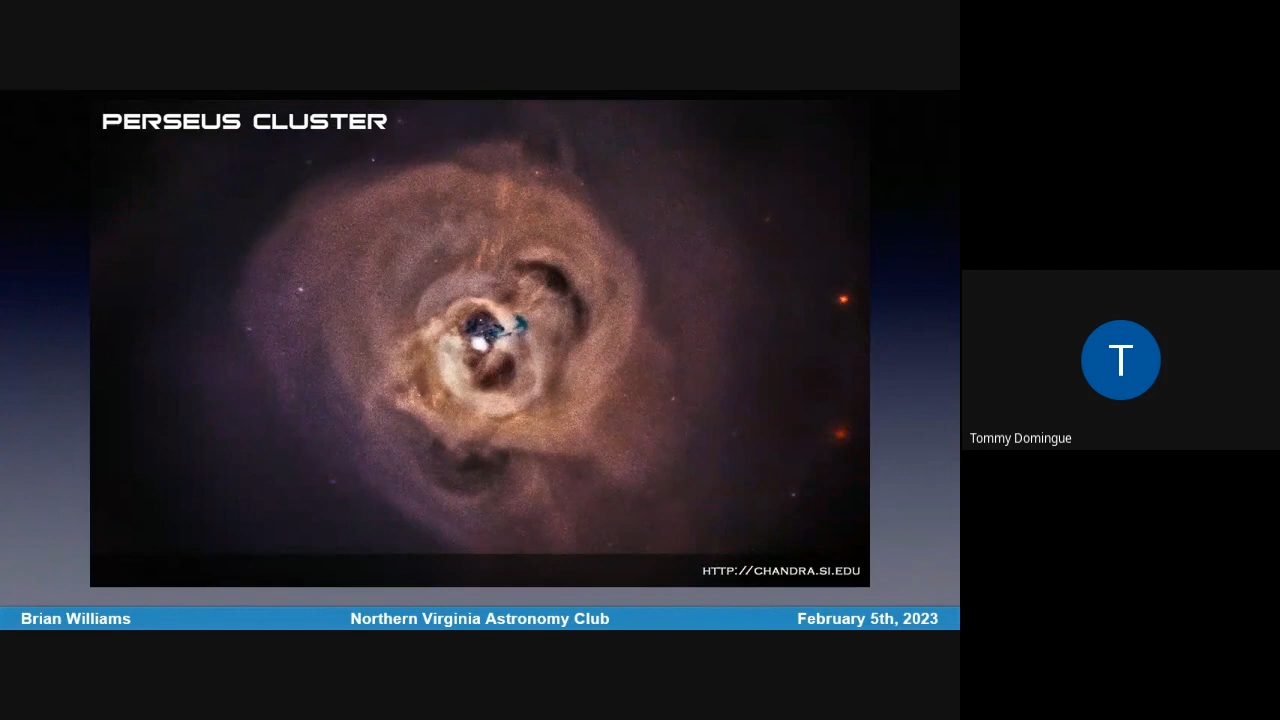 PERSEUS CLUSTER
HTTP://CHANDRA.SI.EDU
Brian Williams
Northern Virginia Astronomy Club
February 5th, 2023
T
Tommy Domingue